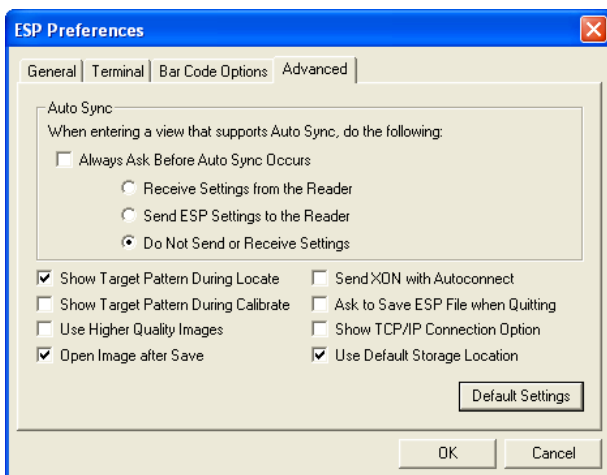 ESP Preferences
General Terminal Bar Code Options Advanced
Auto Sync
When entering a view that supports Auto Sync, do the following:
Always Ask Before Auto Sync Occurs
Receive Settings from the Reader
Send ESP Settings to the Reader
Do Not Send or Receive Settings
Show Target Pattern During Locate Send XON with Autoconnect
Show Target Pattern During Calibrate Ask to Save ESP File when Quitting
Use Higher Quality Images Show TCP/IP Connection Option
Open Image after Save Use Default Storage Location
Default Settings
OK Cancel